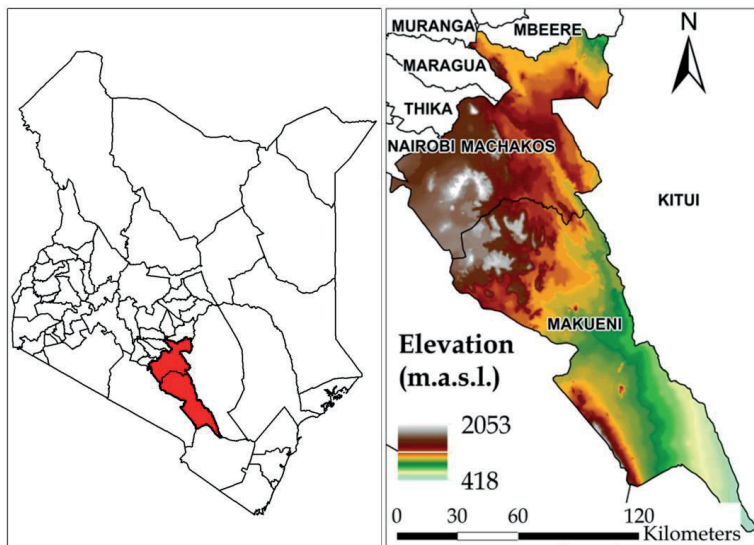 MURANGA
MBEERE
N
MARAGUA
THIKA
NAIROBI MACHAKOS
KITUI
MAKUENI
Elevation
(m.a.s.l.)
2053
418
0 30 60 120
Kilometers